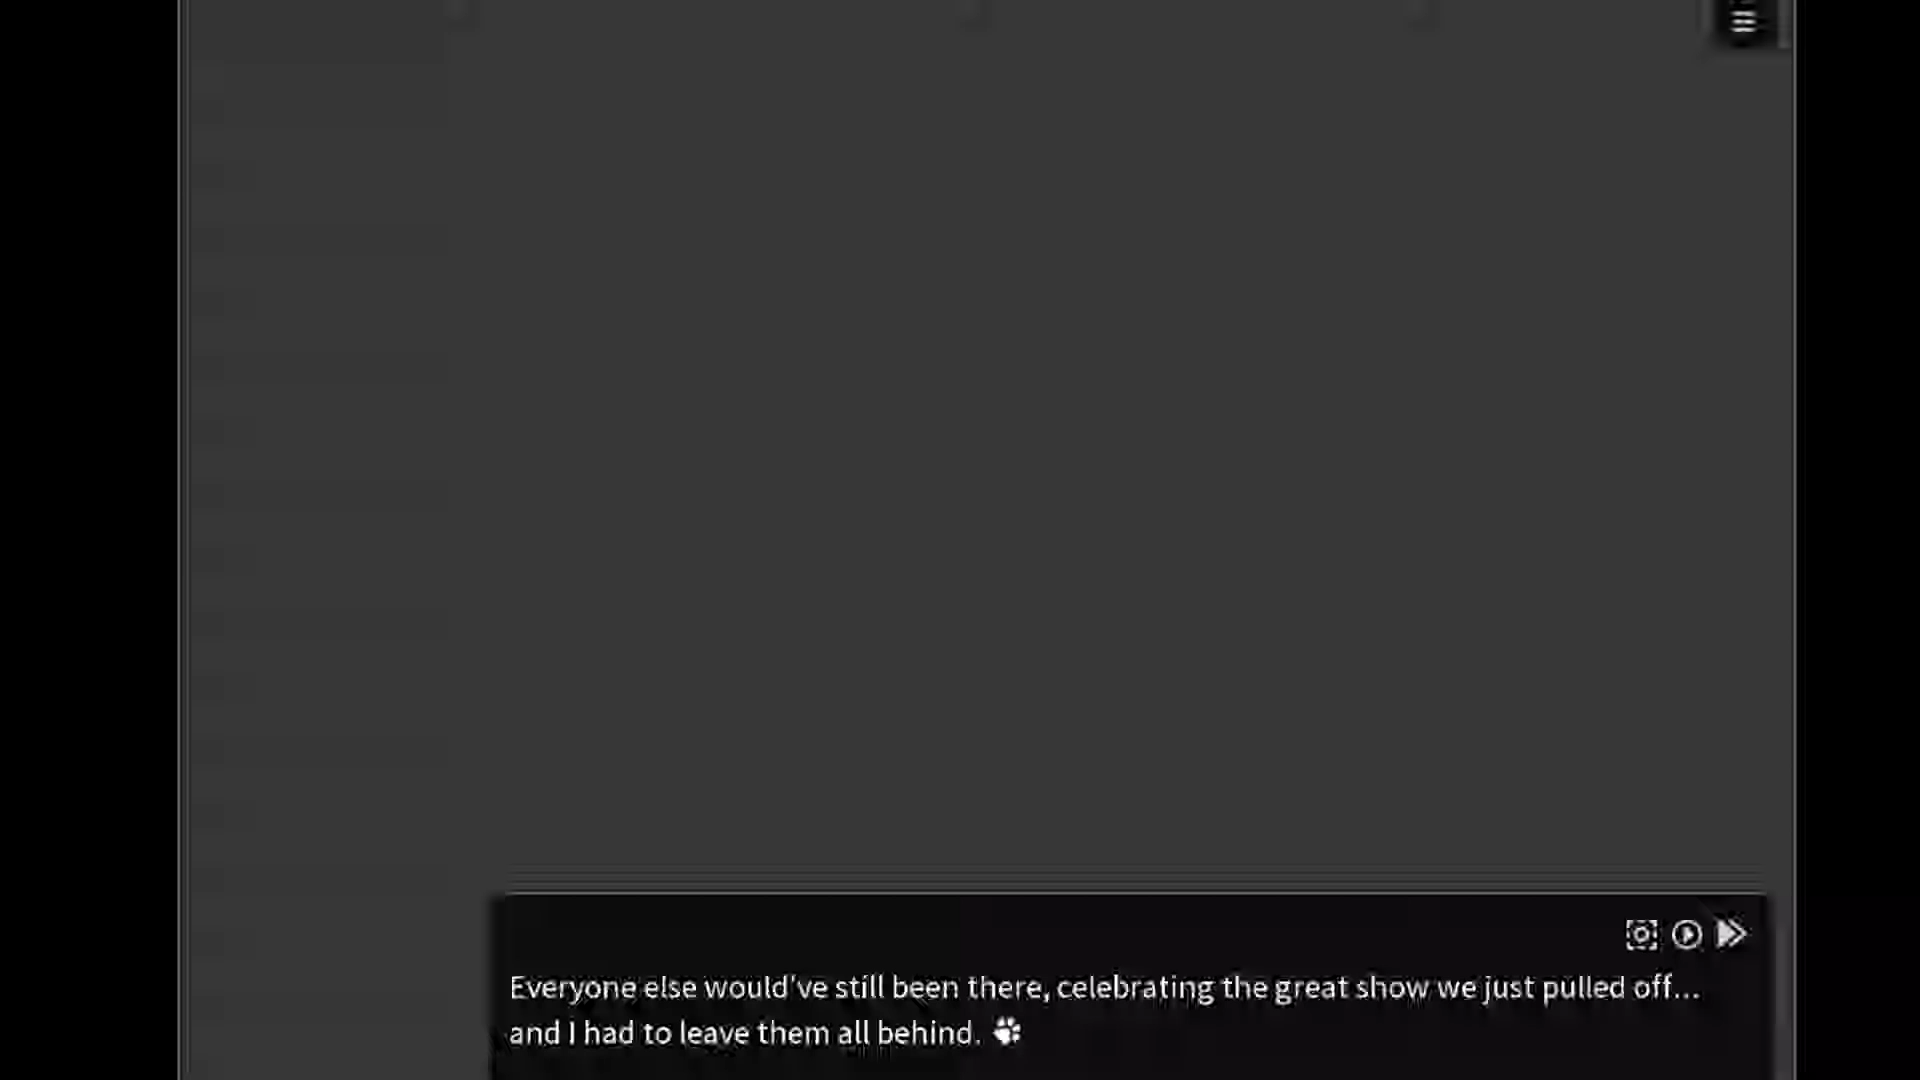 Everyone else would've still been there, celebrating the great show we just pulled off...
and I had to leave them all behind.